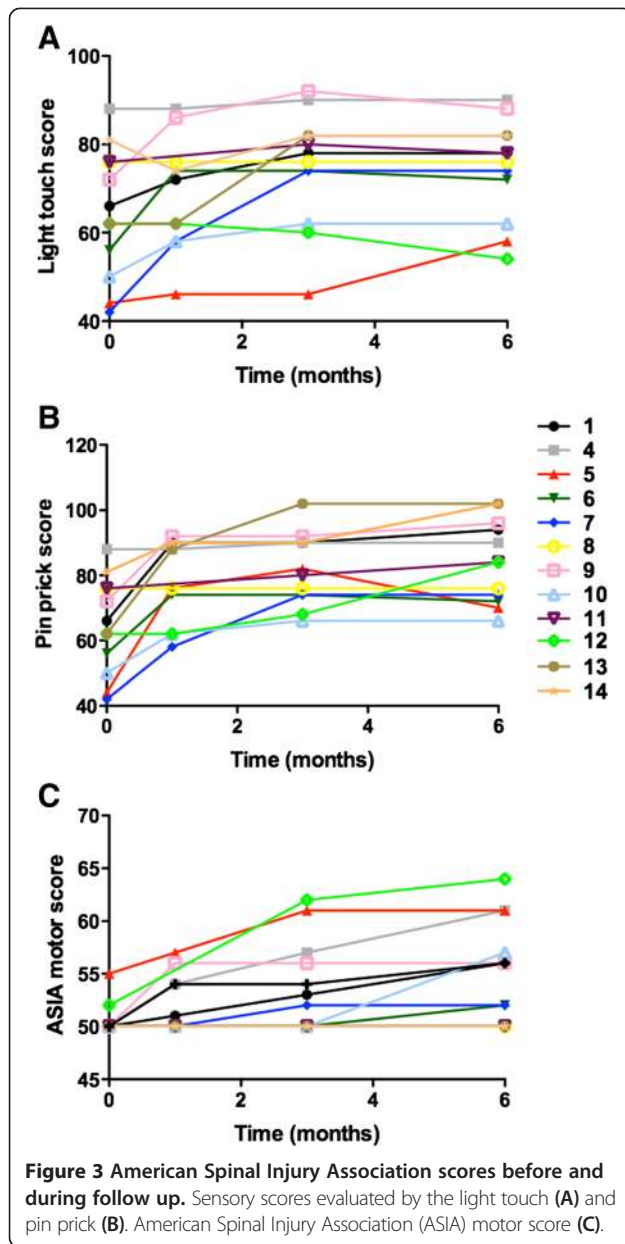 A
100
80
60
40
Light touch score
0 2 4 6
Time (months)
B
120
100
80
60
40
Pin prick score
0 2 4 6
Time (months)
1
4
5
6
7
8
9
10
11
12
13
14
C
70
65
60
55
50
45
ASIA motor score
0 2 4 6
Time (months)
Figure 3 American Spinal Injury Association scores before and
during follow up. Sensory scores evaluated by the light touch (A) and
pin prick (B). American Spinal Injury Association (ASIA) motor score (C).